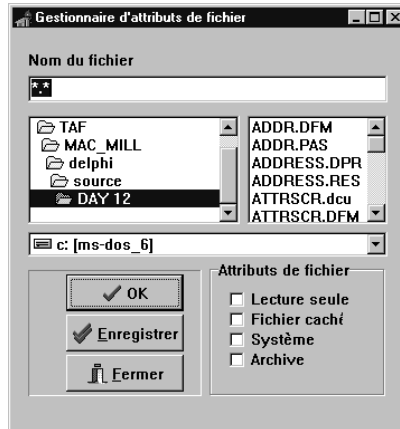 Gestionnaire d'attributs de fichier
Nom du fichier
*.*
TAF
MAC_MILL
delphi
source
DAY 12
ADDR.DFM
ADDR.PAS
ADDRESS.DPR
ADDRESS.RES
ATTRSCR.dcu
ATTRSCR.DFM
c: [ms-dos_6]
OK
Enregistrer
Fermer
Attributs de fichier
Lecture seule
Fichier caché
Système
Archive